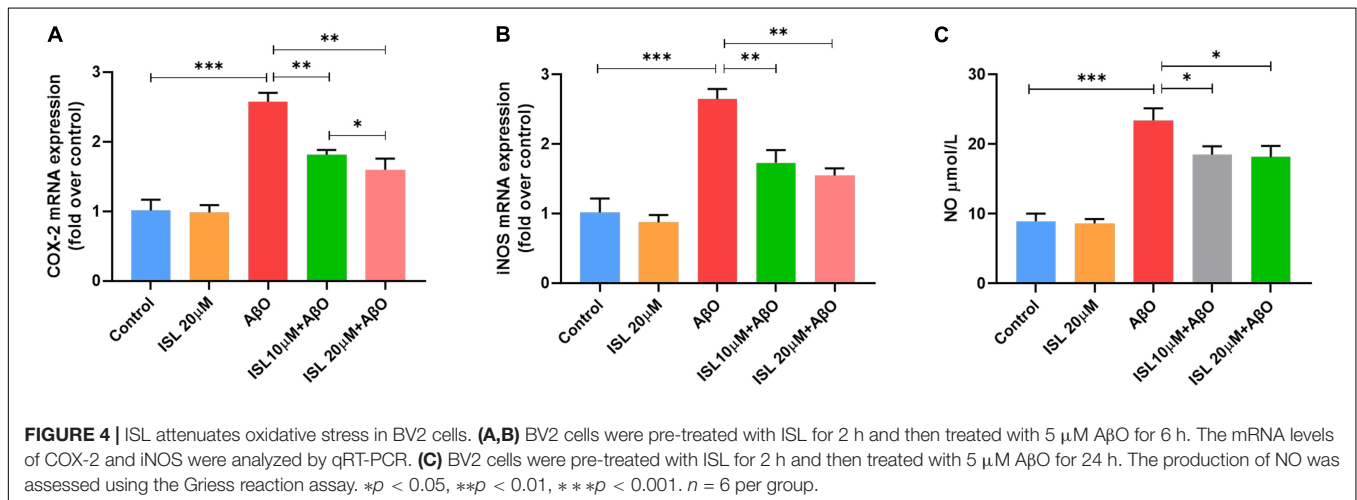 A
COX-2 mRNA expression
(fold over control)
3
2
1
0
***
**
**
*
Control
ISL 20μM
AβO
ISL10μM+AβO
ISL 20μM+AβO
B
iNOS mRNA expression
(fold over control)
3
2
1
0
***
**
**
Control
ISL 20μM
AβO
ISL10μM+AβO
ISL 20μM+AβO
C
NO μmol/L
30
20
10
0
***
*
*
Control
ISL 20μM
AβO
ISL10μM+AβO
ISL 20μM+AβO
FIGURE 4 | ISL attenuates oxidative stress in BV2 cells. (A,B) BV2 cells were pre-treated with ISL for 2 h and then treated with 5 μM AβO for 6 h. The mRNA levels
of COX-2 and iNOS were analyzed by qRT-PCR. (C) BV2 cells were pre-treated with ISL for 2 h and then treated with 5 μM AβO for 24 h. The production of NO was
assessed using the Griess reaction assay. *p < 0.05, **p < 0.01, ***p < 0.001. n = 6 per group.